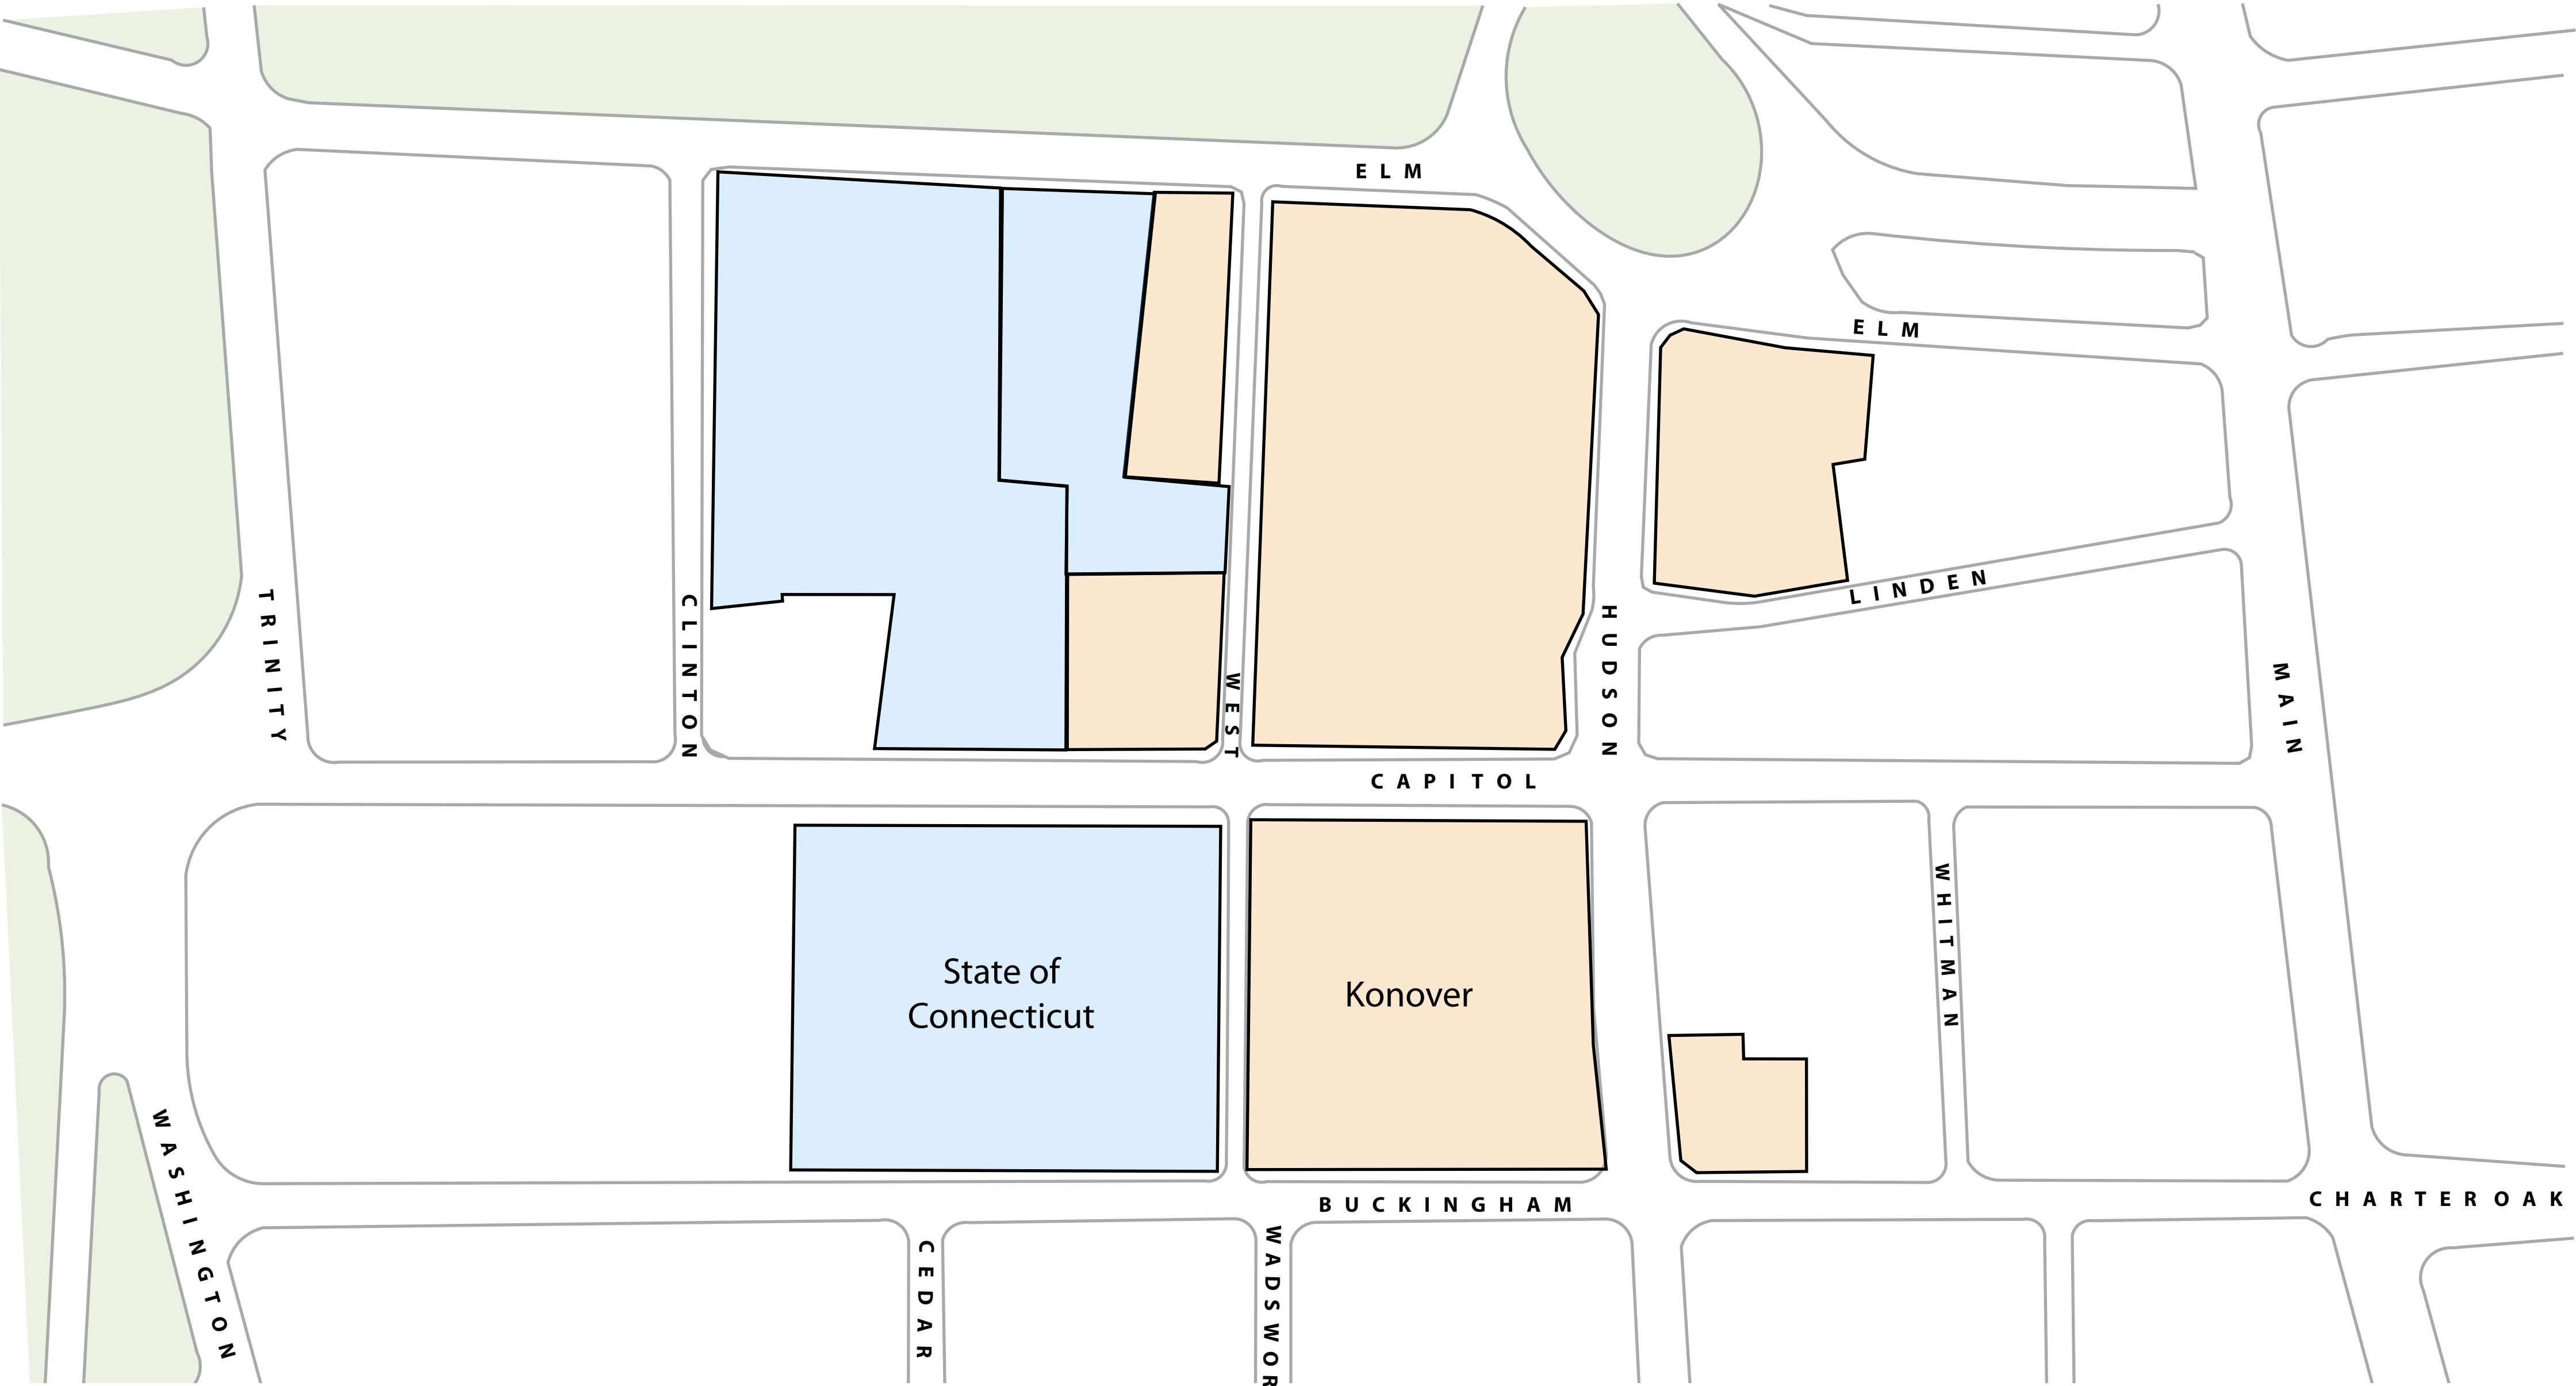 ELM
ELM
LINDEN
TRINITY
CLINTON
HUDSON
WEST
MAIN
CAPITOL
WHITMAN
State of
Connecticut
Konover
WASHINGTON
BUCKINGHAM
CHARTER OAK
CEDAR
WADSWOR